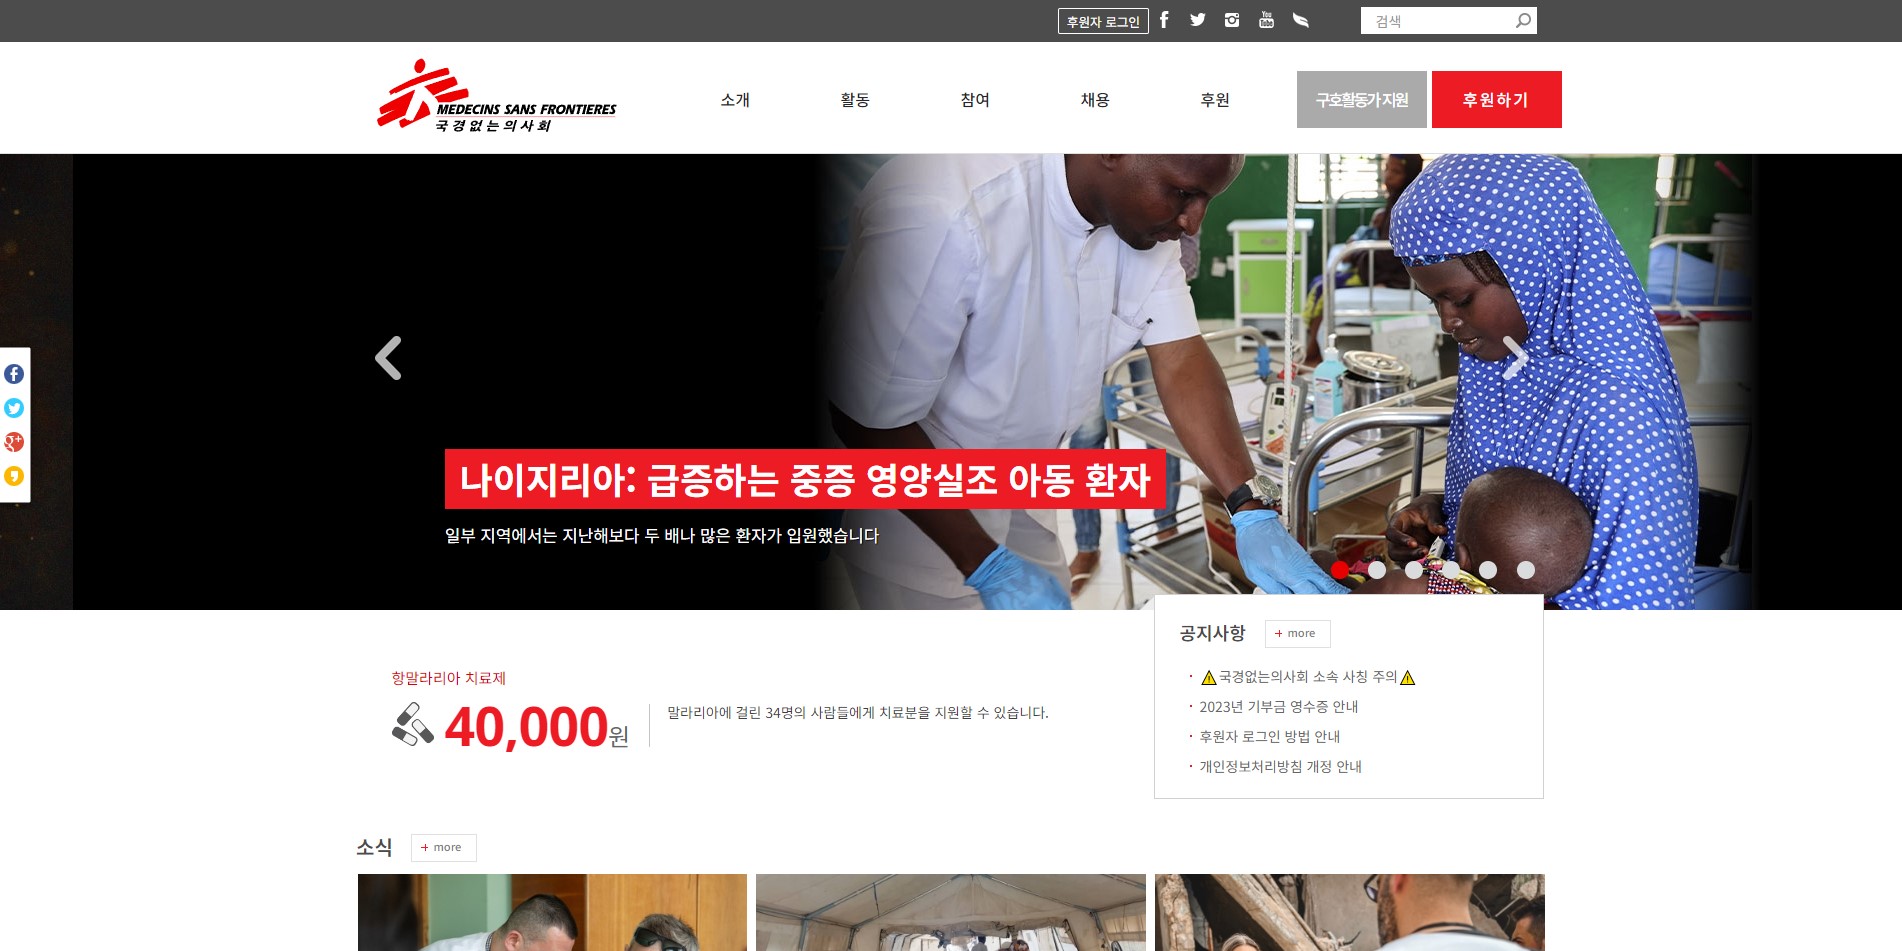 후원자 로그인
You Tube
검색
MEDECINS SANS FRONTIERES
국경없는의사회
소개
활동
참여
채용
후원
구호활동가 지원
후원하기
나이지리아: 급증하는 중증 영양실조 아동 환자
일부 지역에서는 지난해보다 두 배나 많은 환자가 입원했습니다
항말라리아 치료제
40,000원
말라리아에 걸린 34명의 사람들에게 치료분을 지원할 수 있습니다.
공지사항
+ more
· ⚠국경없는의사회 소속 사칭 주의⚠
· 2023년 기부금 영수증 안내
· 후원자 로그인 방법 안내
· 개인정보처리방침 개정 안내
소식
+ more